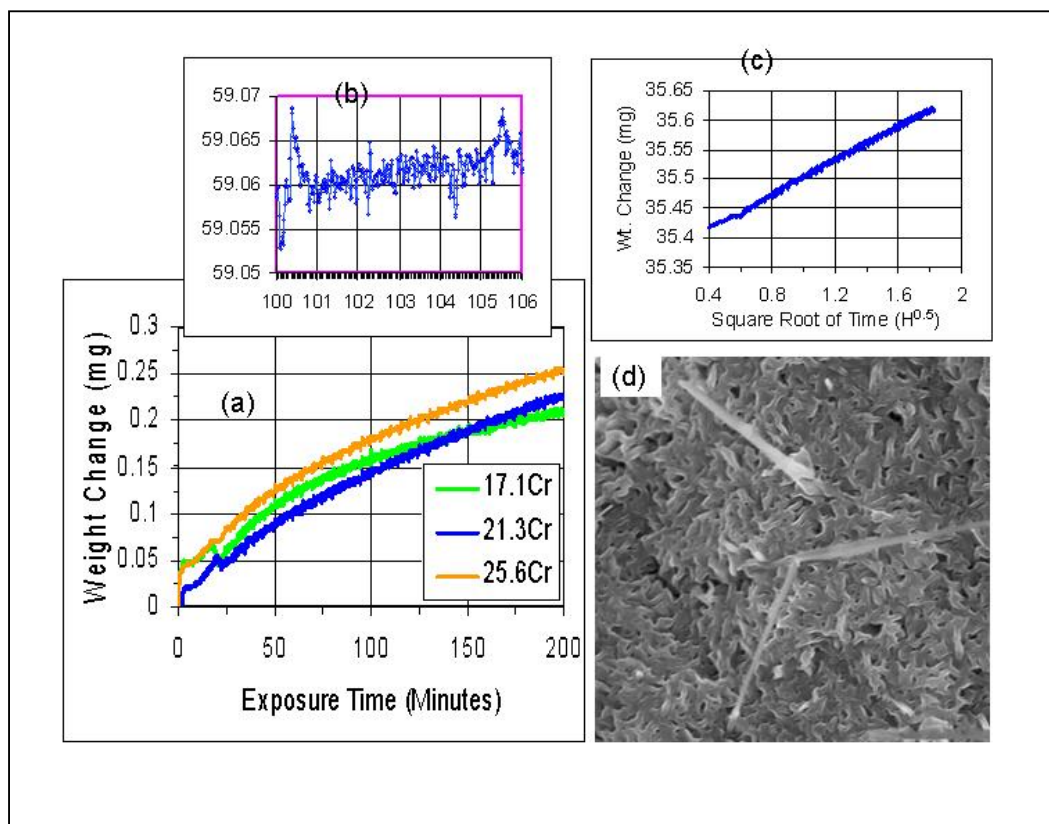 (b)
59.07
59.065
59.06
59.055
59.05
100 101 102 103 104 105 106
(c)
Wt. Change (mg)
35.65
35.6
35.55
35.5
35.45
35.4
35.35
0.4 0.8 1.2 1.6 2
Square Root of Time (H^0.5)
(a)
Weight Change (mg)
0.3
0.25
0.2
0.15
0.1
0.05
0
17.1Cr
21.3Cr
25.6Cr
0 50 100 150 200
Exposure Time (Minutes)
(d)